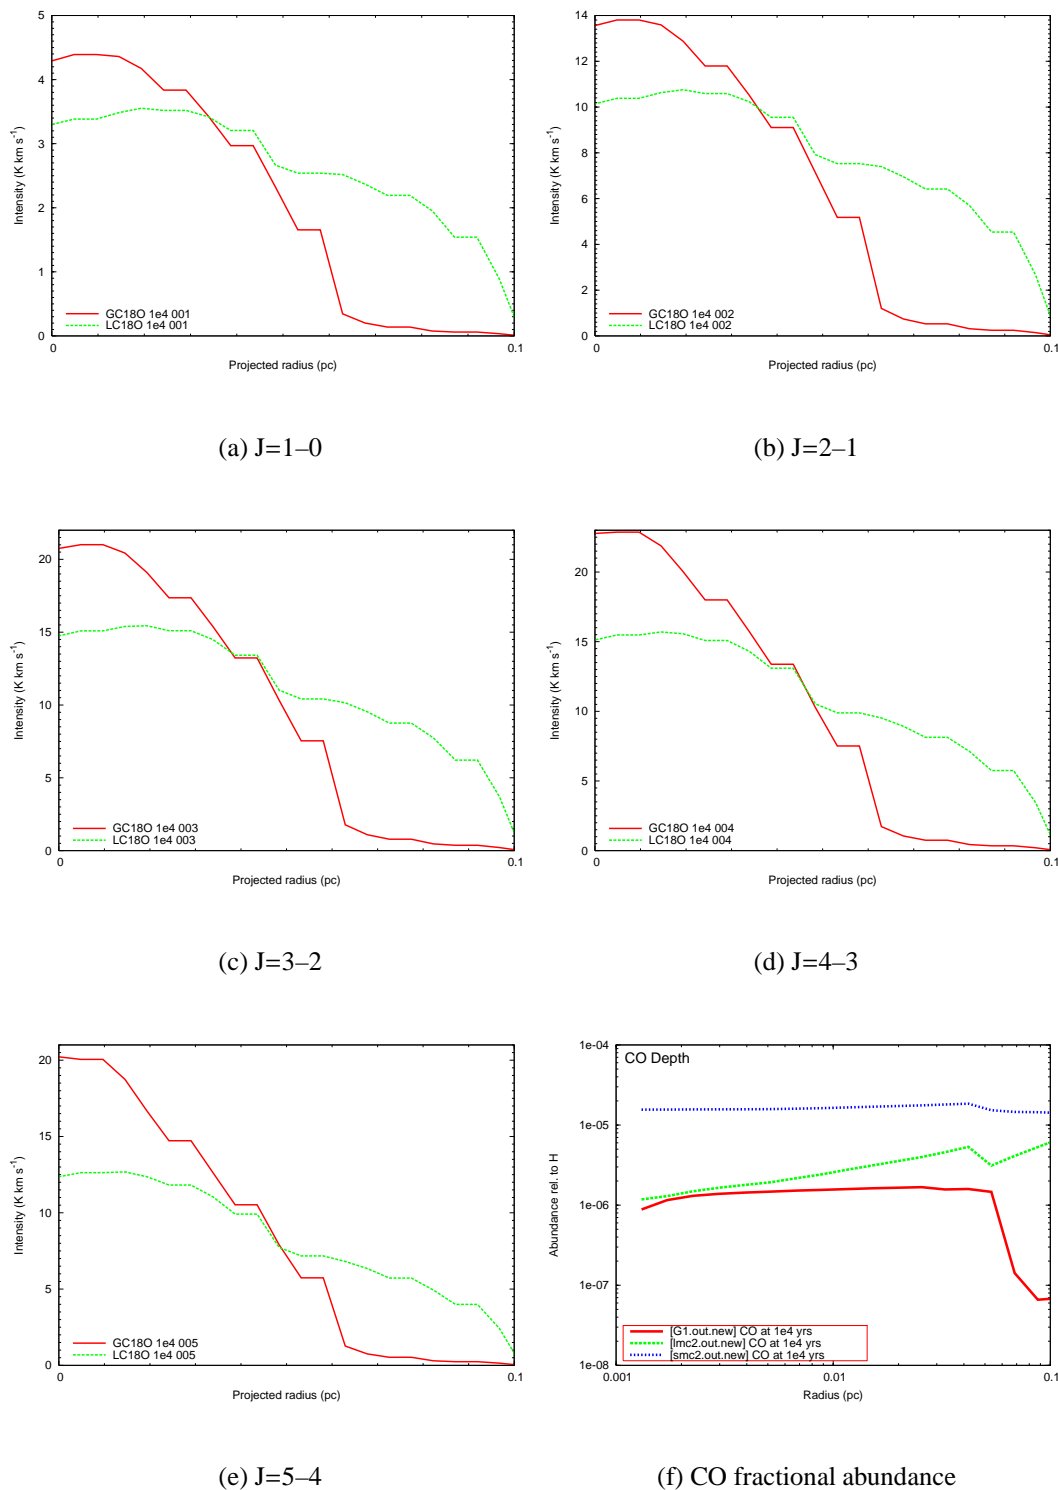 5
4
3
2
1
0
Intensity (K km s-1)
GC18O 1e4 001
LC18O 1e4 001
0
0.1
Projected radius (pc)
(a) J=1–0
14
12
10
8
6
4
2
0
Intensity (K km s-1)
GC18O 1e4 002
LC18O 1e4 002
0
0.1
Projected radius (pc)
(b) J=2–1
20
15
10
5
0
Intensity (K km s-1)
GC18O 1e4 003
LC18O 1e4 003
0
0.1
Projected radius (pc)
(c) J=3–2
20
15
10
5
0
Intensity (K km s-1)
GC18O 1e4 004
LC18O 1e4 004
0
0.1
Projected radius (pc)
(d) J=4–3
20
15
10
5
0
Intensity (K km s-1)
GC18O 1e4 005
LC18O 1e4 005
0
0.1
Projected radius (pc)
(e) J=5–4
CO Depth
1e-04
1e-05
1e-06
1e-07
1e-08
Abundance rel. to H
[G1.out.new] CO at 1e4 yrs
[lmc2.out.new] CO at 1e4 yrs
[smc2.out.new] CO at 1e4 yrs
0.001
0.01
0.1
Radius (pc)
(f) CO fractional abundance